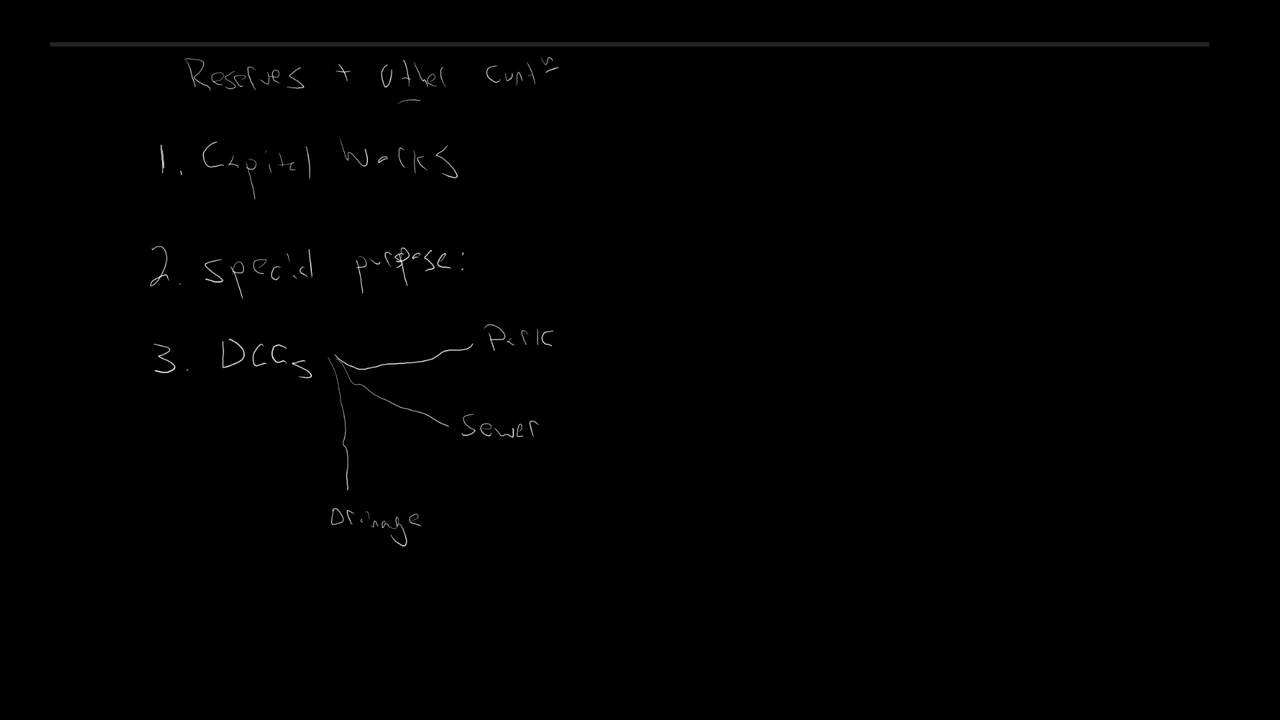 Reserves + other contⁿ
1. Capital Works
2. special purpose:
3. DCCs
Park
Sewer
Drainage